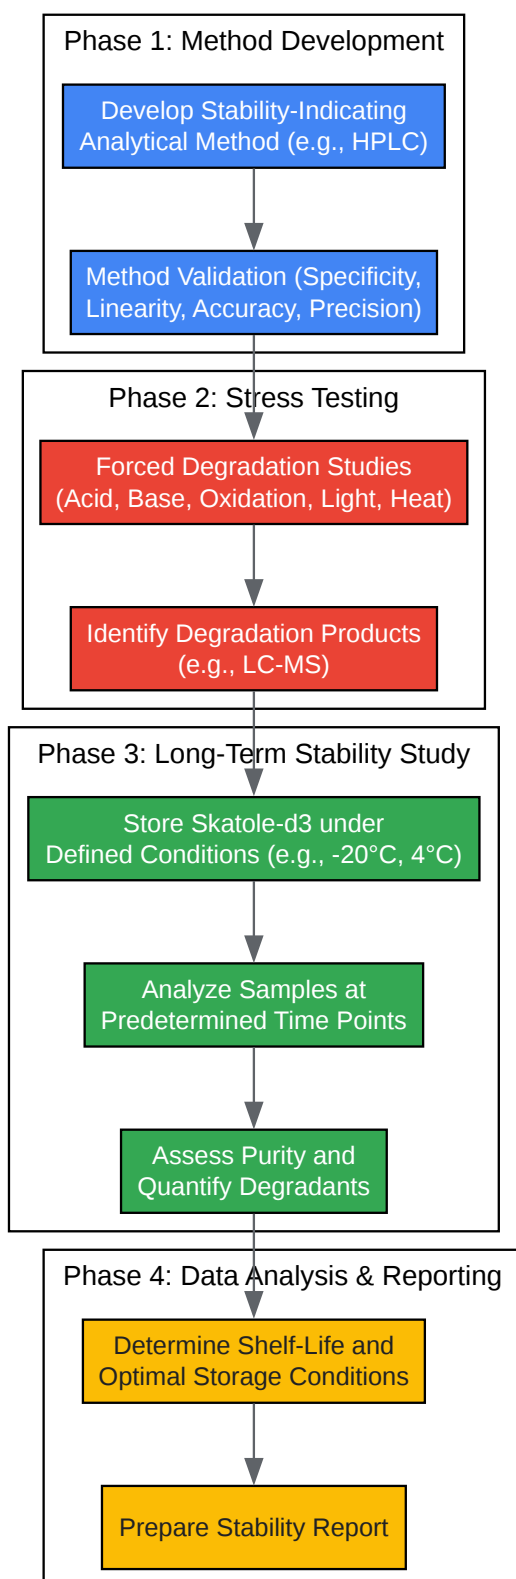 Phase 1: Method Development
Develop Stability-Indicating
Analytical Method (e.g., HPLC)
Method Validation (Specificity,
Linearity, Accuracy, Precision)
Phase 2: Stress Testing
Forced Degradation Studies
(Acid, Base, Oxidation, Light, Heat)
Identify Degradation Products
(e.g., LC-MS)
Phase 3: Long-Term Stability Study
Store Skatole-d3 under
Defined Conditions (e.g., -20°C, 4°C)
Analyze Samples at
Predetermined Time Points
Assess Purity and
Quantify Degradants
Phase 4: Data Analysis & Reporting
Determine Shelf-Life and
Optimal Storage Conditions
Prepare Stability Report